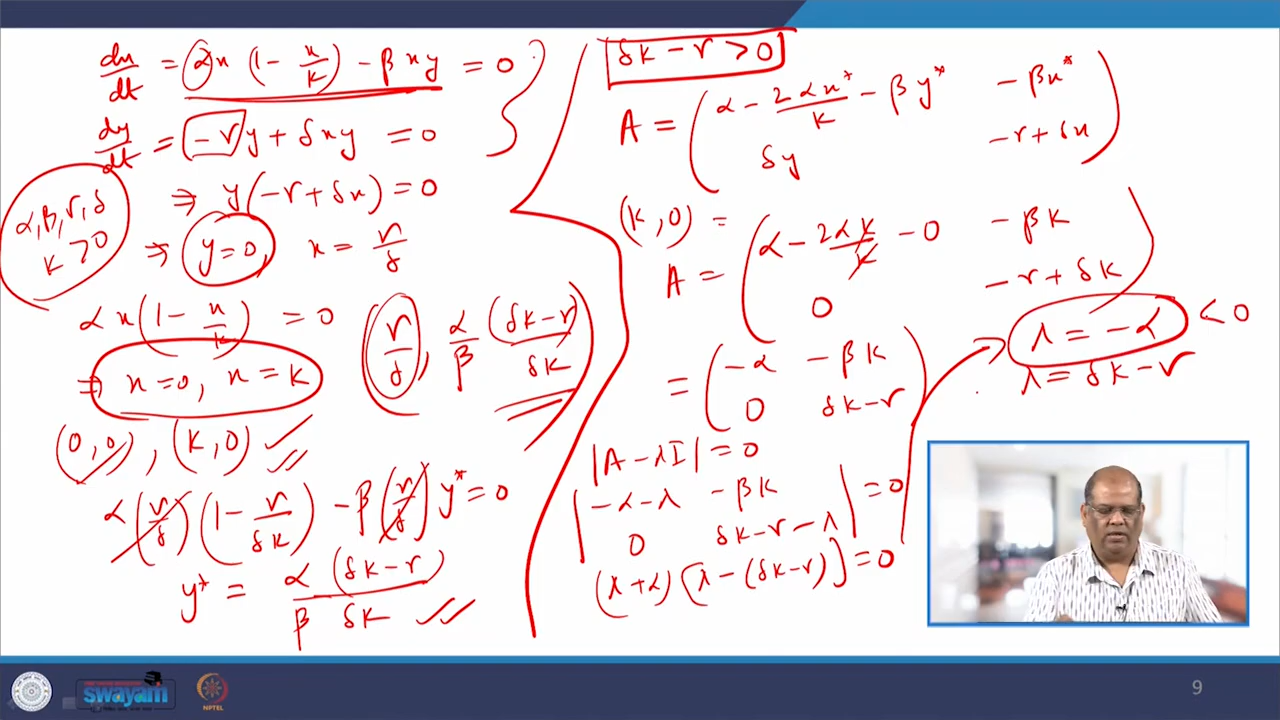 dx/dt = αx (1 - x/k) - βxy = 0
dy/dt = -γy + δxy = 0
⇒ y(-γ + δx) = 0
α, β, γ, δ
k > 0
⇒ y = 0, x = γ/δ
αx(1 - x/k) = 0
⇒ x = 0, x = k
(γ/δ, α/β (δk-γ)/δk)
(0,0), (k,0)
α(γ/δ)(1 - γ/δk) - β(γ/δ) y* = 0
y* = α(δk-γ)/β δk
δk - γ > 0
A = (α - 2αx*/k - βy* -βx*
δy -γ+δx)
(k,0) =
A = (α - 2αk/k - 0 -βk
0 -γ+δk)
= (-α -βk
0 δk-γ)
|A - λI| = 0
|-α-λ -βk
0 δk-γ-λ| = 0
(λ+α)[λ-(δk-γ)] = 0
λ = -α < 0
λ = δk-γ
swayam
NPTEL
9